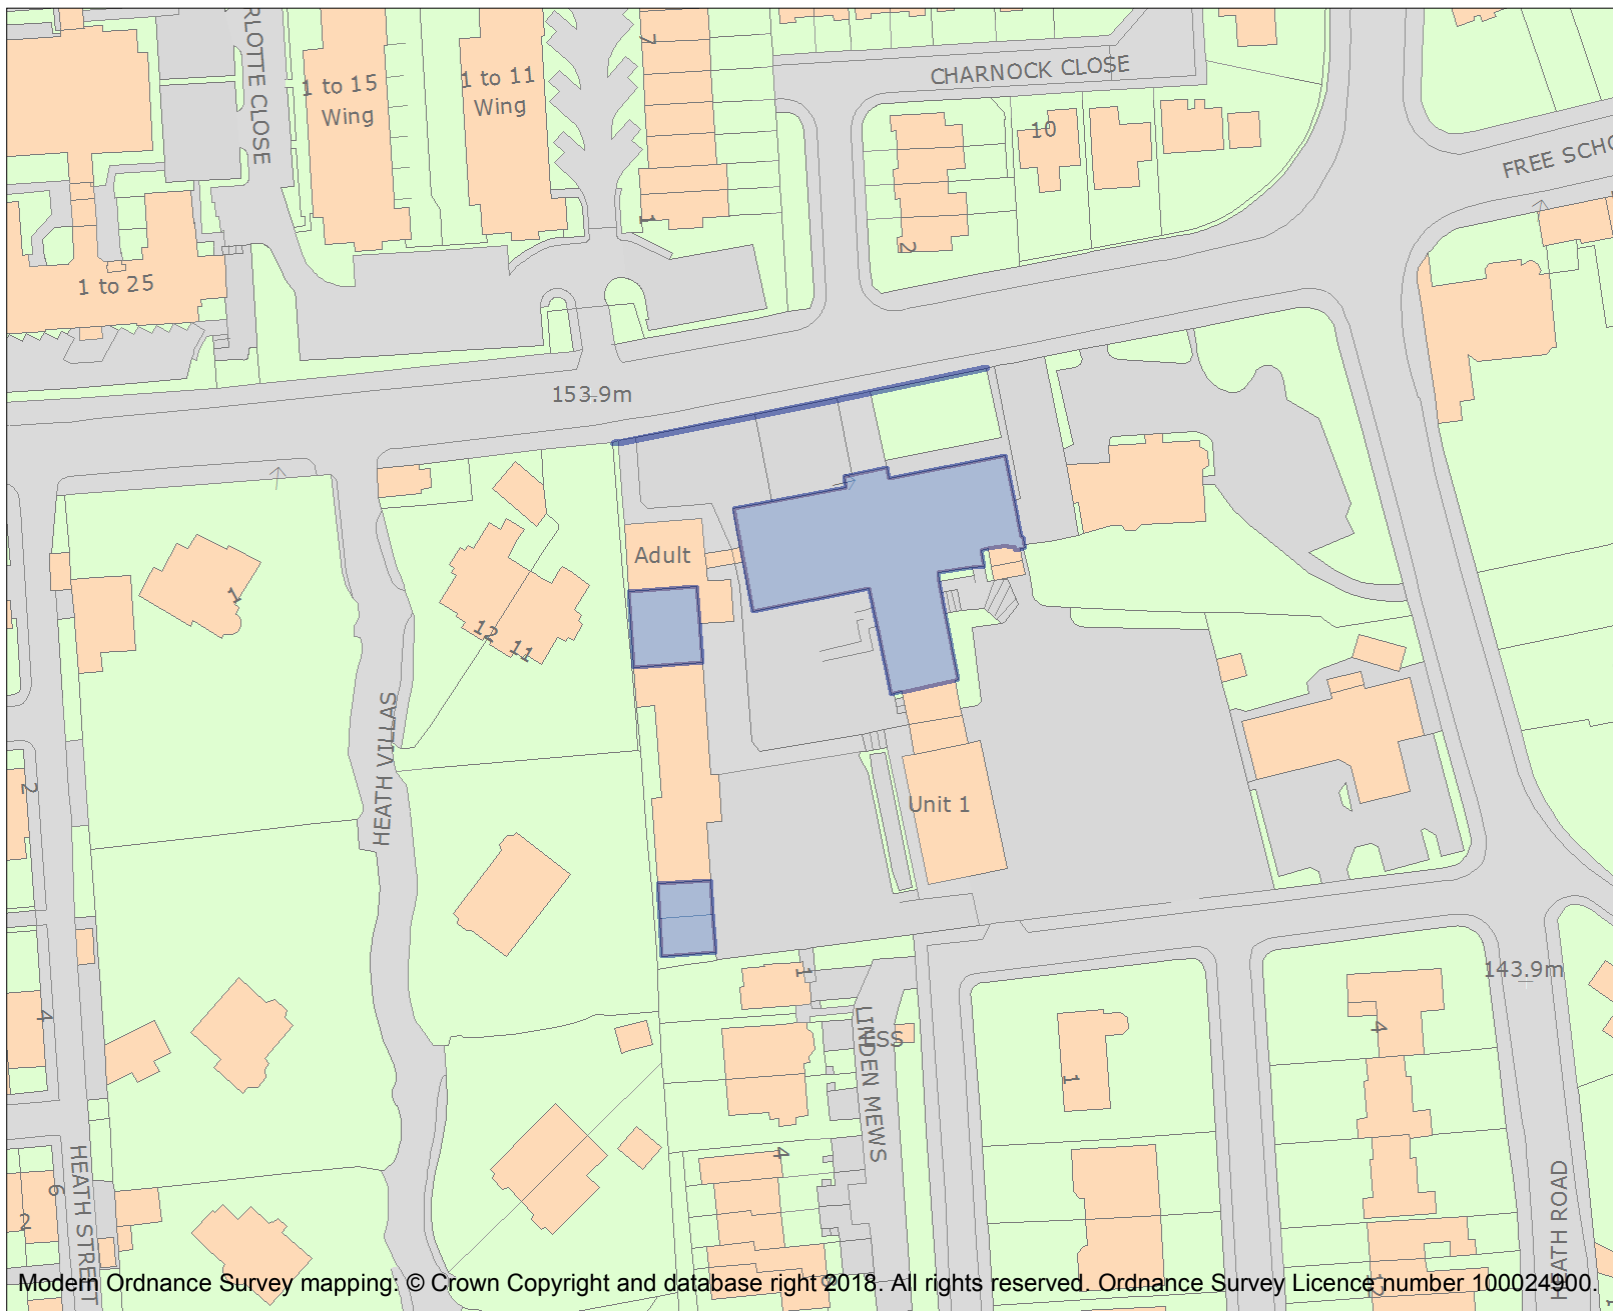 RLOTTE CLOSE
1 to 15
Wing
1 to 11
Wing
7
CHARNOCK CLOSE
10
FREE SCHO
1
2
1 to 25
153.9m
Adult
1
12
11
HEATH VILLAS
2
Unit 1
143.9m
1
4
LINDEN MEWS
ESS
4
1
4
HEATH STREET
6
2
HEATH ROAD
8
12
Modern Ordnance Survey mapping: © Crown Copyright and database right 2018. All rights reserved. Ordnance Survey Licence number 100024900.